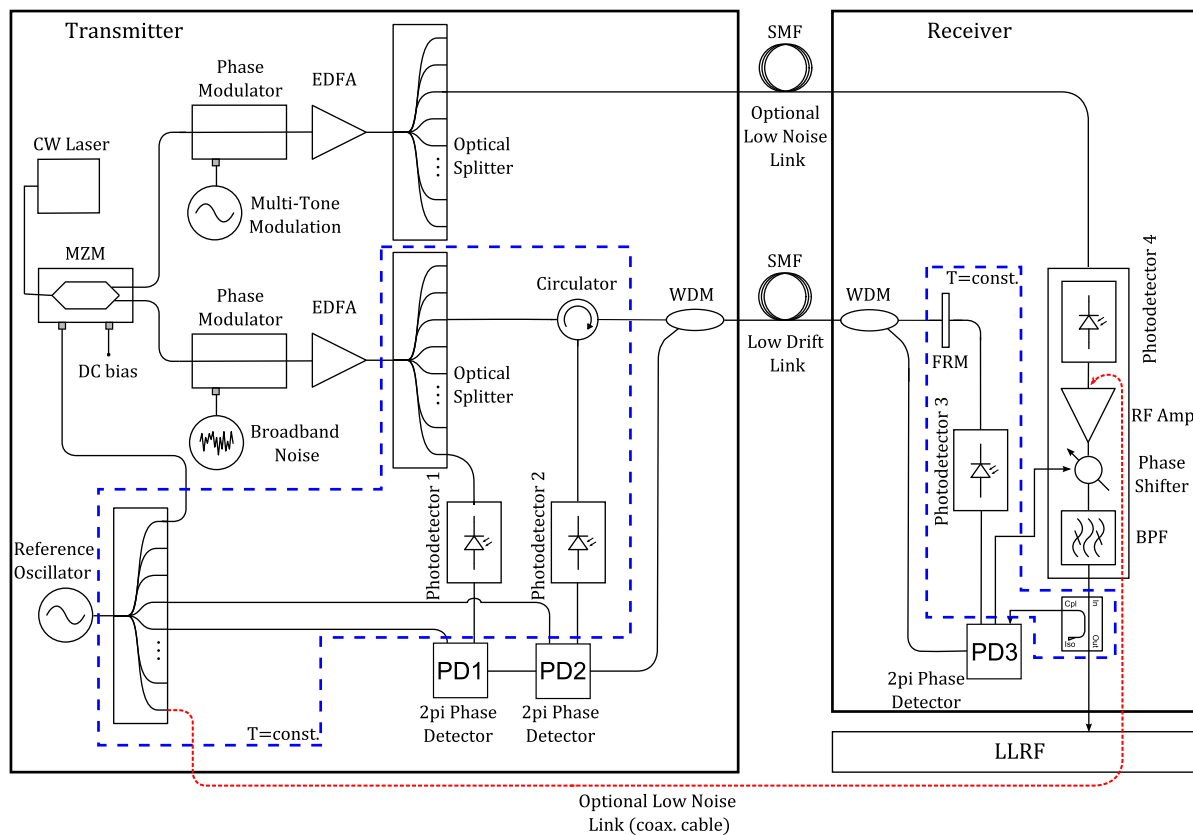 Transmitter
Receiver
SMF
Phase
Modulator
EDFA
Optional
Low Noise
Link
CW Laser
Optical
Splitter
Multi-Tone
Modulation
MZM
Phase
Modulator
EDFA
Circulator
WDM
SMF
WDM
T=const.
Photodetector 4
DC bias
Low Drift
Link
FRM
Optical
Splitter
Broadband
Noise
Photodetector 1
Photodetector 2
Photodetector 3
RF Amp
Phase
Shifter
BPF
Reference
Oscillator
Cpl
In
Iso
Out
PD1
PD2
PD3
2pi Phase
Detector
2pi Phase
Detector
2pi Phase
Detector
T=const.
LLRF
Optional Low Noise
Link (coax. cable)